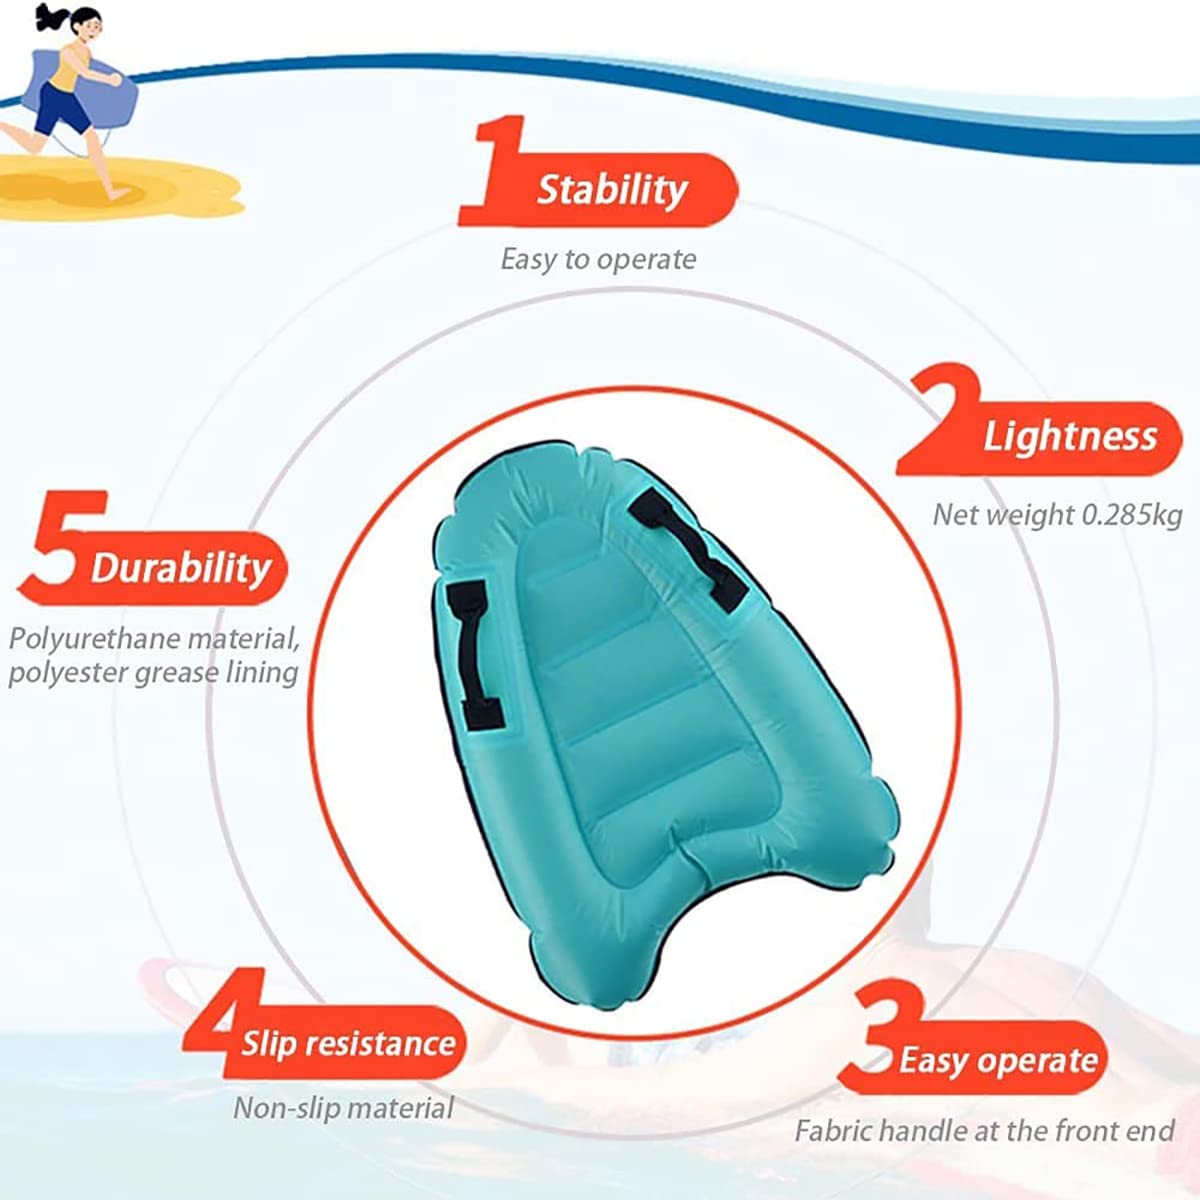 1 Stability
Easy to operate
2 Lightness
Net weight 0.285kg
3 Easy operate
Fabric handle at the front end
4 Slip resistance
Non-slip material
5 Durability
Polyurethane material,
polyester grease lining